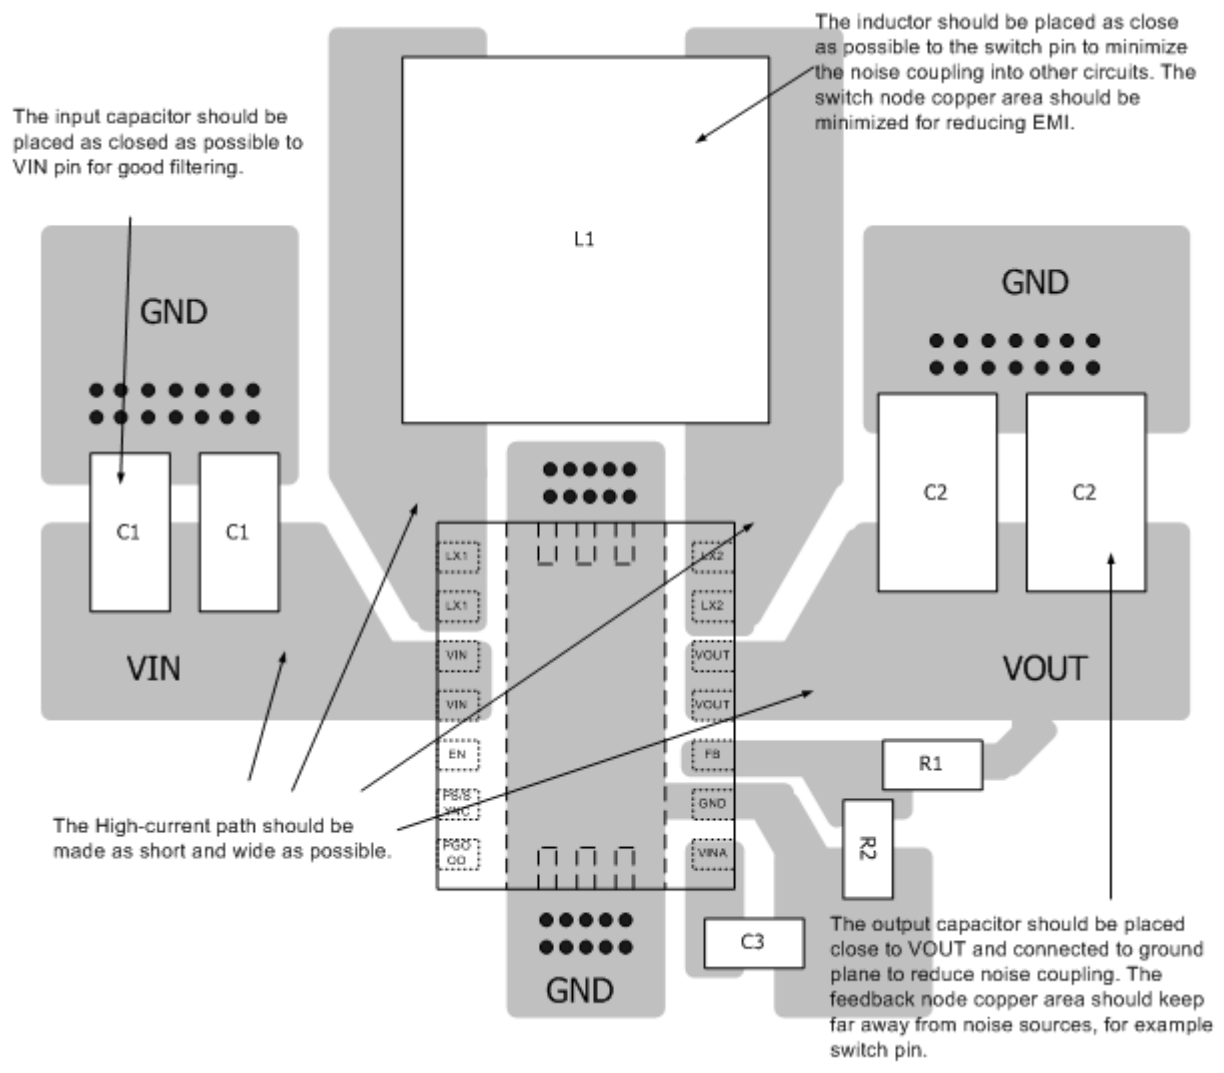 The inductor should be placed as close
as possible to the switch pin to minimize
the noise coupling into other circuits. The
switch node copper area should be
minimized for reducing EMI.
The input capacitor should be
placed as closed as possible to
VIN pin for good filtering.
L1
GND
GND
C1
C1
C2
C2
LX1
LX2
LX1
LX2
VIN
VIN
VOUT
VOUT
VIN
VOUT
EN
FB
R1
PS/S
YNC
GND
The High-current path should be
made as short and wide as possible.
PGO
OD
VINA
R2
C3
GND
The output capacitor should be placed
close to VOUT and connected to ground
plane to reduce noise coupling. The
feedback node copper area should keep
far away from noise sources, for example
switch pin.